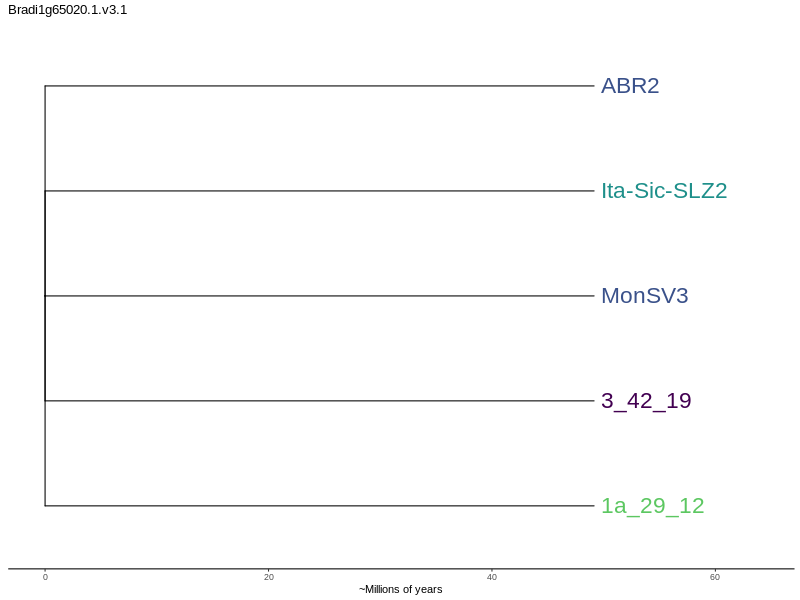 Bradi1g65020.1.v3.1
ABR2
Ita-Sic-SLZ2
MonSV3
3_42_19
1a_29_12
0 20 40 60
~Millions of years